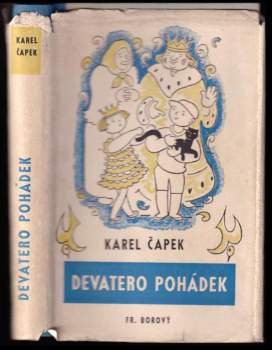 KAREL
ČAPEK
DEVATERO POHÁDEK
KAREL ČAPEK
DEVATERO POHÁDEK
FR. BOROVÝ